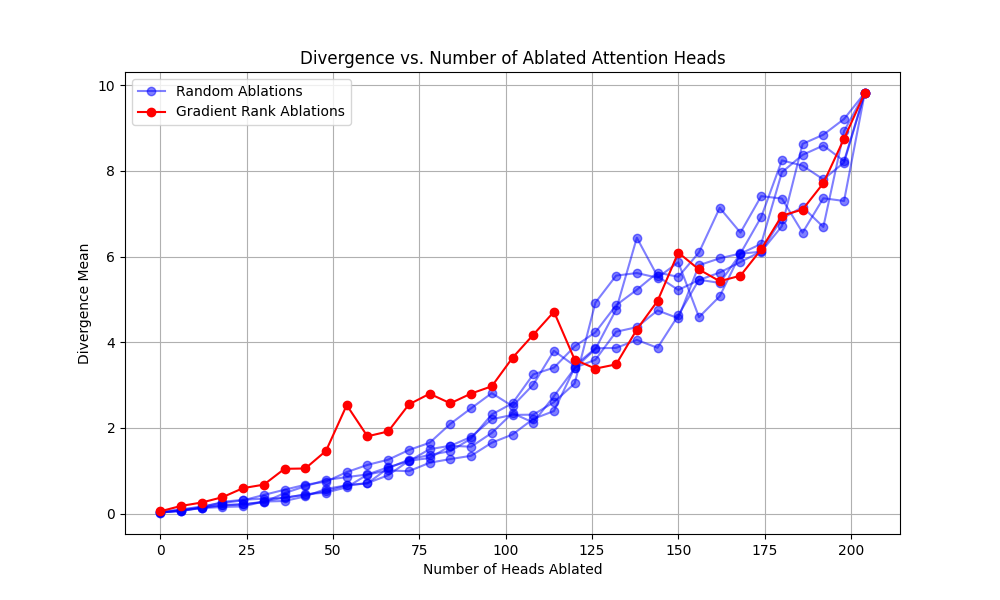 Divergence vs. Number of Ablated Attention Heads
Random Ablations
Gradient Rank Ablations
Divergence Mean
10
8
6
4
2
0
0 25 50 75 100 125 150 175 200
Number of Heads Ablated